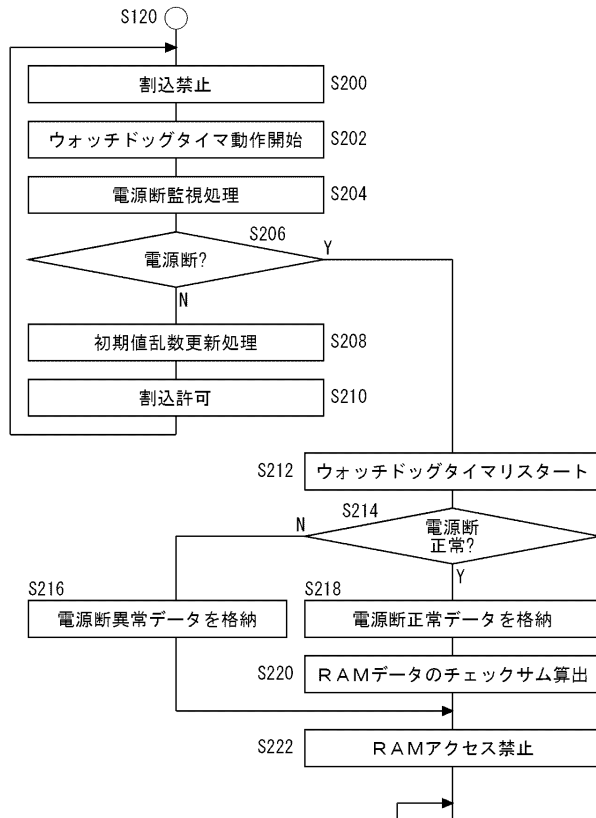 S120
割込禁止 S200
ウォッチドッグタイマ動作開始 S202
電源断監視処理 S204
S206
電源断? Y
N
初期値乱数更新処理 S208
割込許可 S210
S212 ウォッチドッグタイマリスタート
S214
N 電源断
正常?
Y
S216 S218
電源断異常データを格納 電源断正常データを格納
S220 RAMデータのチェックサム算出
S222 RAMアクセス禁止